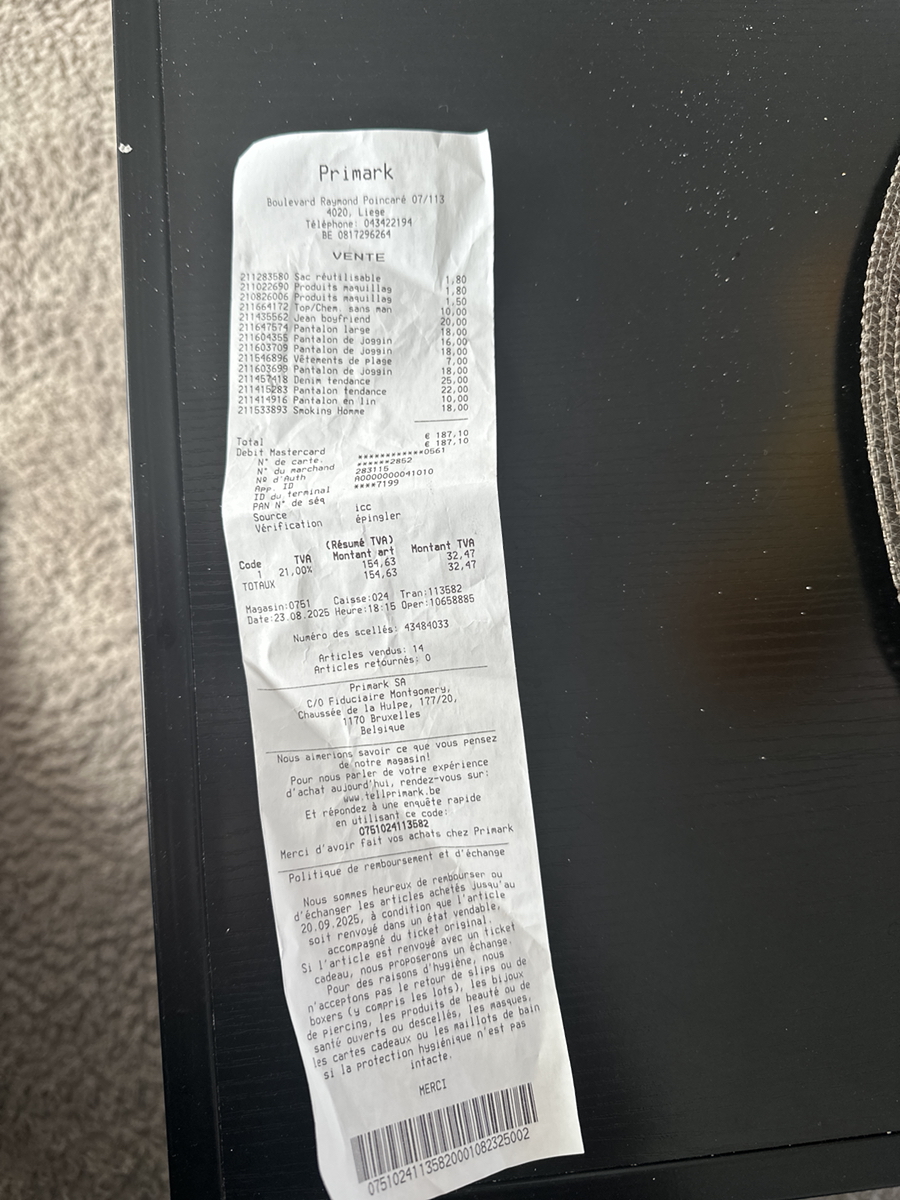 Primark
Boulevard Raymond Poincaré 07/113
4020, Liege
Téléphone: 043422194
BE 0817296264
VENTE
211283580 Sac réutilisable 1,80
211022690 Produits maquillag 1,80
210826006 Produits maquillag 1,50
211664172 Top/Chem. sans man 10,00
211435562 Jean boyfriend 20,00
211647574 Pantalon large 18,00
211604355 Pantalon de joggin 16,00
211603709 Pantalon de joggin 18,00
211546896 Vêtements de plage 7,00
211603699 Pantalon de joggin 18,00
211457418 Denim tendance 25,00
211415283 Pantalon tendance 22,00
211414916 Pantalon en lin 10,00
211533893 Smoking Homme 18,00
Total € 187,10
Debit Mastercard € 187,10
N° de carte: ************0561
N° du marchand ******2852
Nº d'Auth 283115
App. ID A0000000041010
ID du terminal ****7199
PAN N° de séq
Source icc
Vérification épingler
(Résumé TVA)
Code TVA Montant art Montant TVA
1 21,00% 154,63 32,47
TOTAUX 154,63 32,47
Magasin:0751 Caisse:024 Tran:113582
Date:23.08.2025 Heure:18:15 Oper:10658885
Numéro des scellés: 43484033
Articles vendus: 14
Articles retournés: 0
Primark SA
C/O Fiduciaire Montgomery,
Chaussée de la Hulpe, 177/20,
1170 Bruxelles
Belgique
Nous aimerions savoir ce que vous pensez
de notre magasin!
Pour nous parler de votre expérience
d'achat aujourd'hui, rendez-vous sur:
www.tellprimark.be
Et répondez à une enquête rapide
en utilisant ce code:
0751024113582
Merci d'avoir fait vos achats chez Primark
Politique de remboursement et d'échange
Nous sommes heureux de rembourser ou
d'échanger les articles achetés jusqu'au
20.09.2025, à condition que l'article
soit renvoyé dans un état vendable,
accompagné du ticket original.
Si l'article est renvoyé avec un ticket
cadeau, nous proposerons un échange.
Pour des raisons d'hygiène, nous
n'acceptons pas le retour de slips ou de
boxers (y compris les lots), les bijoux
de piercing, les produits de beauté ou de
santé ouverts ou descellés, les masques,
les cartes cadeaux ou les maillots de bain
si la protection hygiénique n'est pas
intacte.
MERCI
07510241135820001082325002